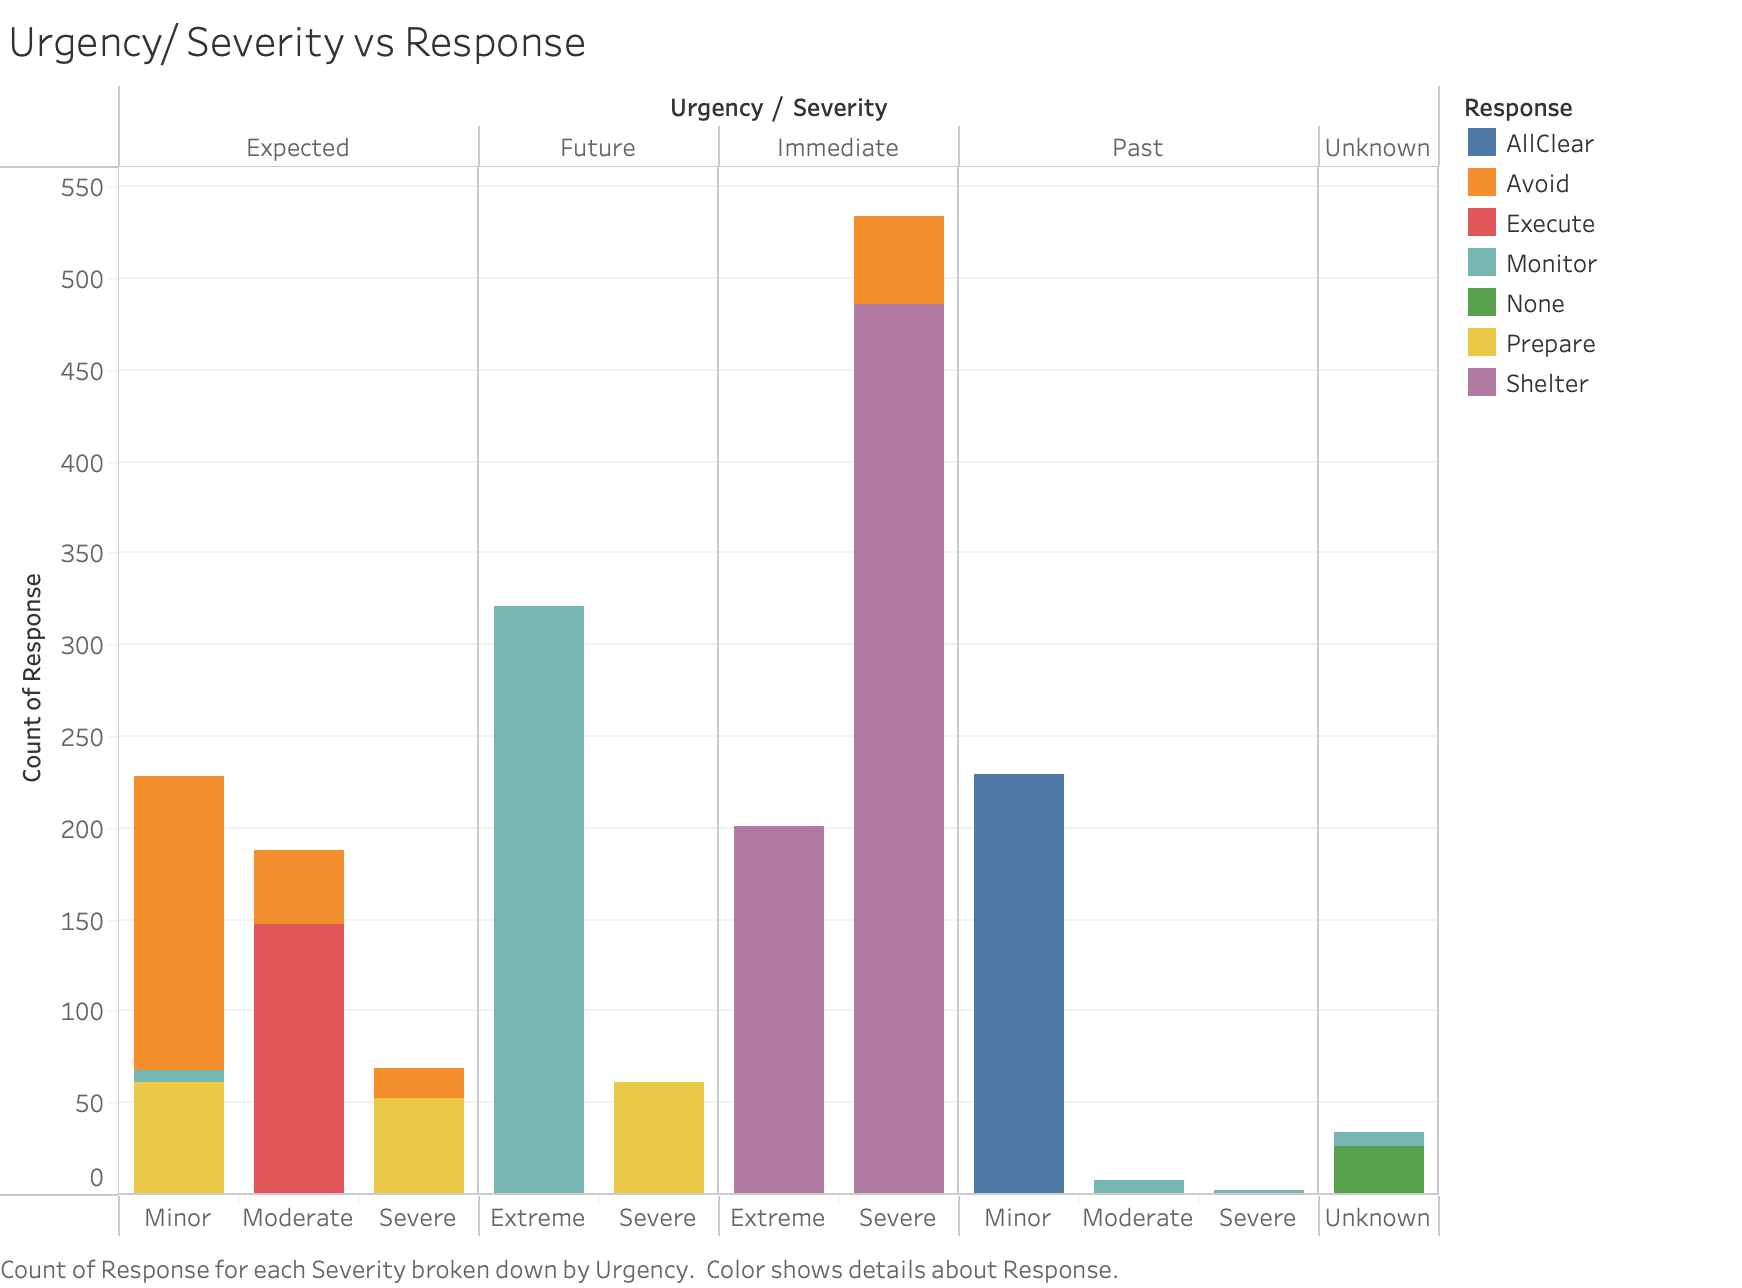 Urgency/ Severity vs Response
Urgency / Severity
Expected Future Immediate Past Unknown
Response
AllClear
Avoid
Execute
Monitor
None
Prepare
Shelter
550
500
450
400
350
300
250
200
150
100
50
0
Count of Response
Minor Moderate Severe Extreme Severe Extreme Severe Minor Moderate Severe Unknown
Count of Response for each Severity broken down by Urgency.  Color shows details about Response.